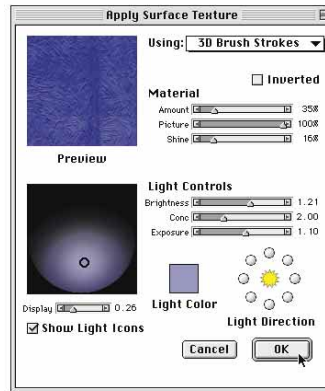 Apply Surface Texture
Using: 3D Brush Strokes
Inverted
Material
Amount 35%
Picture 100%
Shine 16%
Preview
Light Controls
Brightness 1.21
Conc 2.00
Exposure 1.10
Display 0.26
Light Color
Show Light Icons
Light Direction
Cancel OK